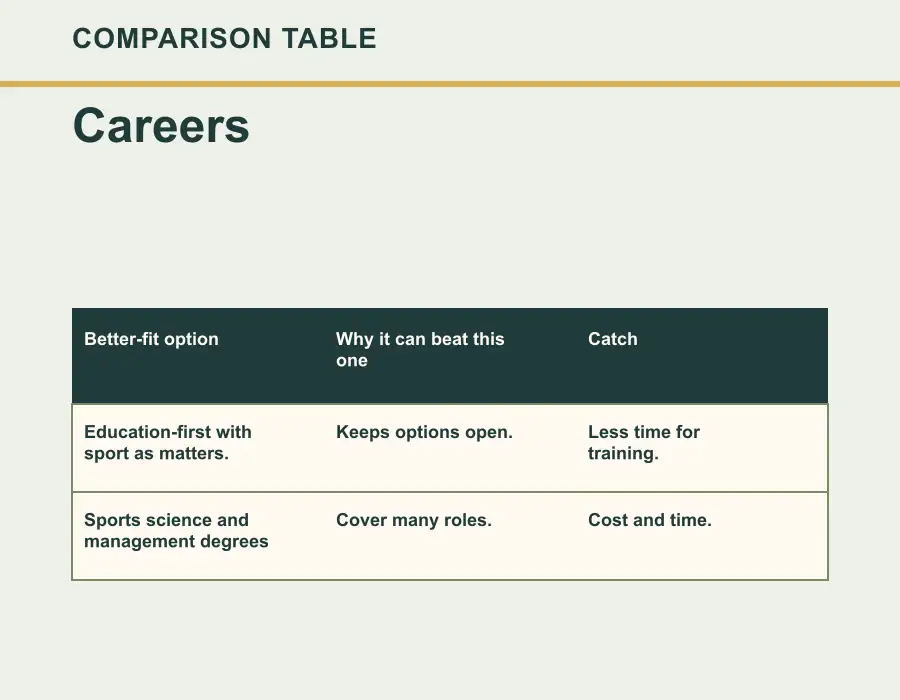 COMPARISON TABLE
Careers
Better-fit option
Why it can beat this
one
Catch
Education-first with
sport as matters.
Keeps options open.
Less time for
training.
Sports science and
management degrees
Cover many roles.
Cost and time.